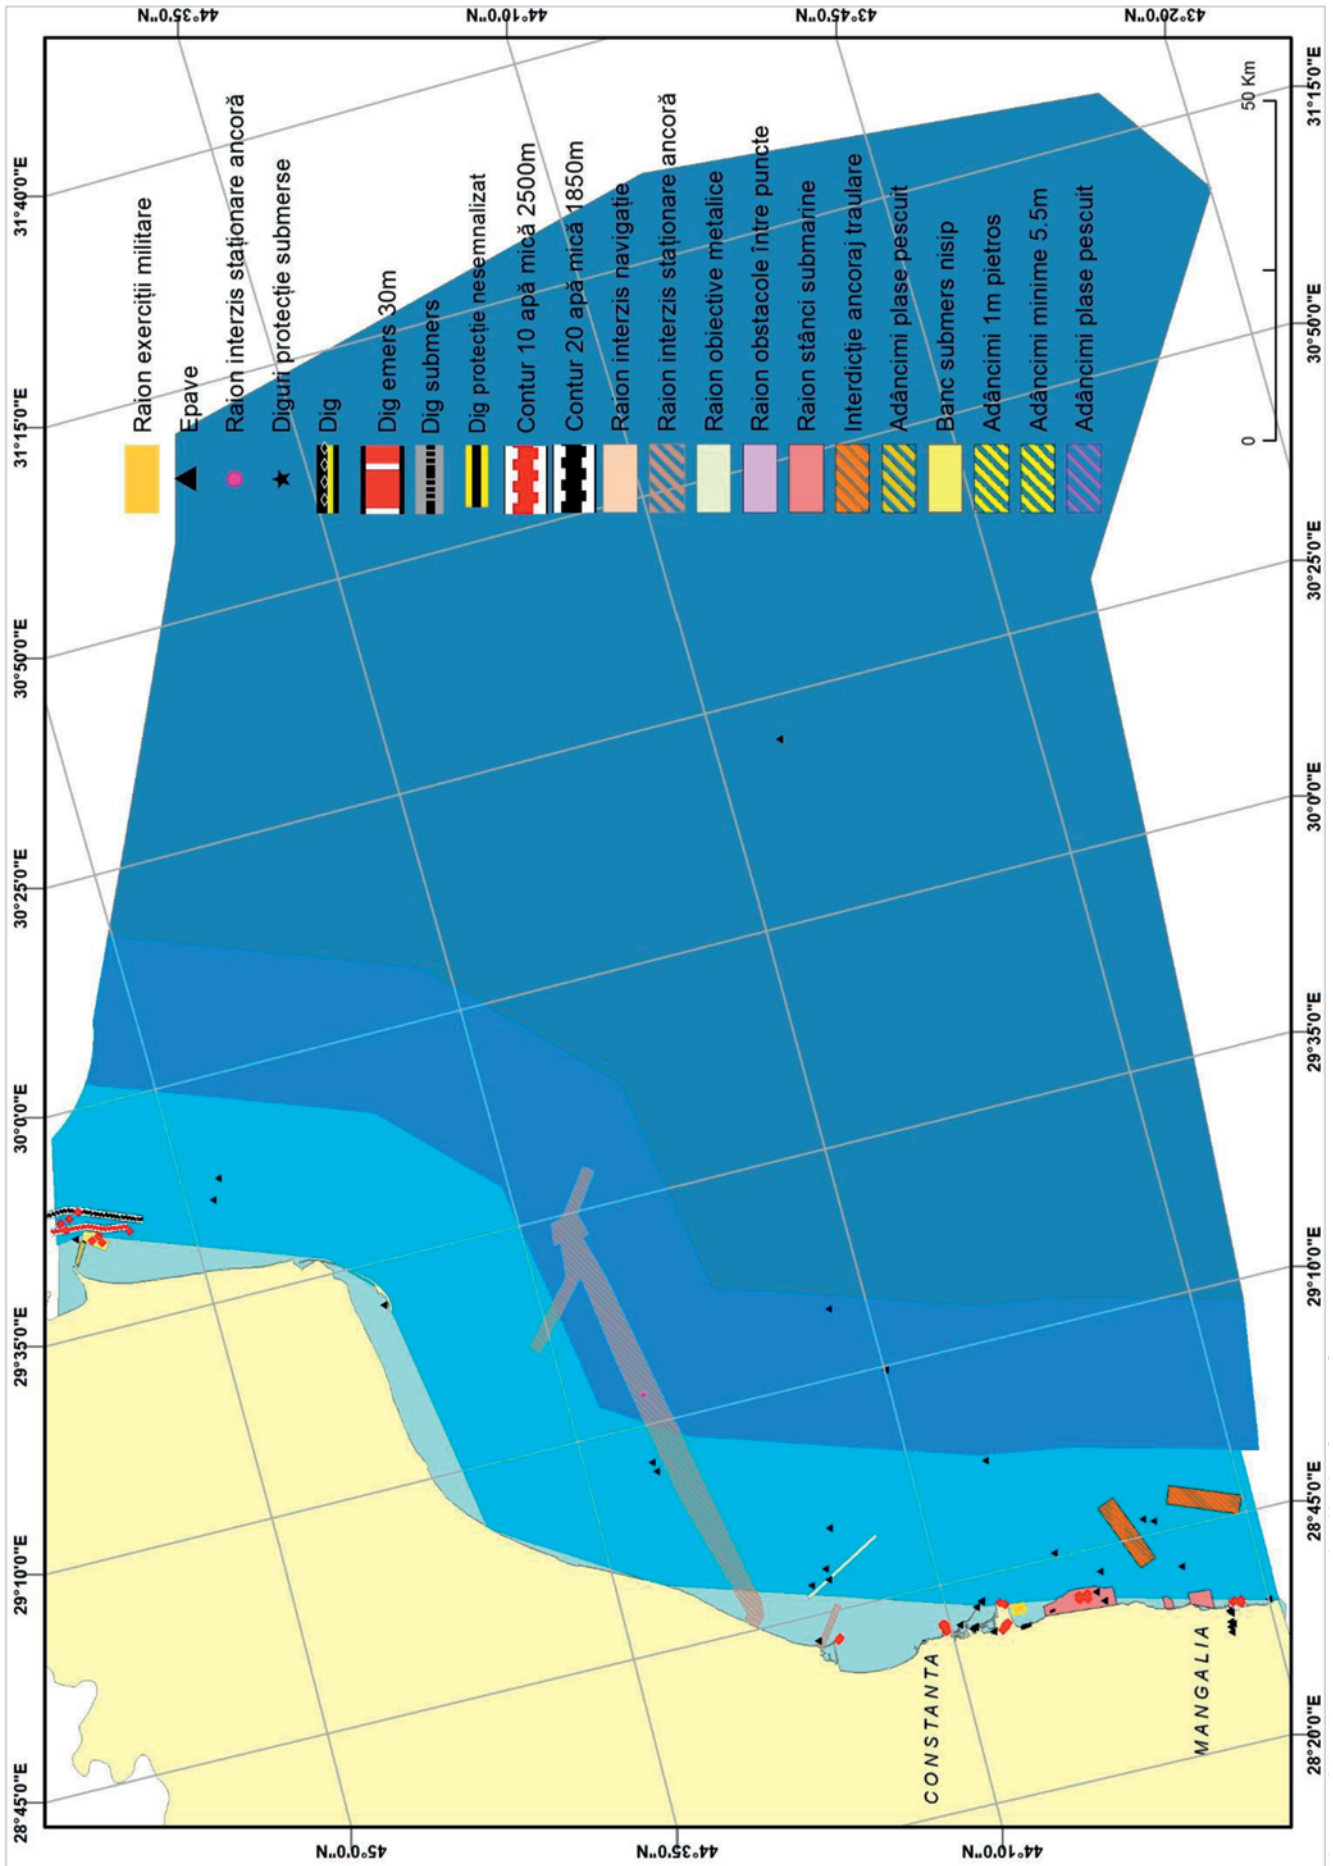 44°35'0"N
44°10'0"N
43°45'0"N
43°20'0"N
31°40'0"E
31°15'0"E
30°50'0"E
30°25'0"E
30°0'0"E
29°35'0"E
29°10'0"E
28°45'0"E
31°15'0"E
30°50'0"E
30°25'0"E
30°0'0"E
29°35'0"E
29°10'0"E
28°45'0"E
28°20'0"E
45°0'0"N
44°35'0"N
44°10'0"N
Raion exerciții militare
Epave
Raion interzis staționare ancoră
Diguri protecție submerse
Dig
Dig emers 30m
Dig submers
Dig protecție nesemnalizat
Contur 10 apă mică 2500m
Contur 20 apă mică 1850m
Raion interzis navigație
Raion interzis staționare ancoră
Raion obiective metalice
Raion obstacole între puncte
Raion stânci submarine
Interdicție ancoraj traulare
Adâncimi plase pescuit
Banc submers nisip
Adâncimi 1m pietros
Adâncimi minime 5.5m
Adâncimi plase pescuit
0 50 Km
CONSTANTA
MANGALIA